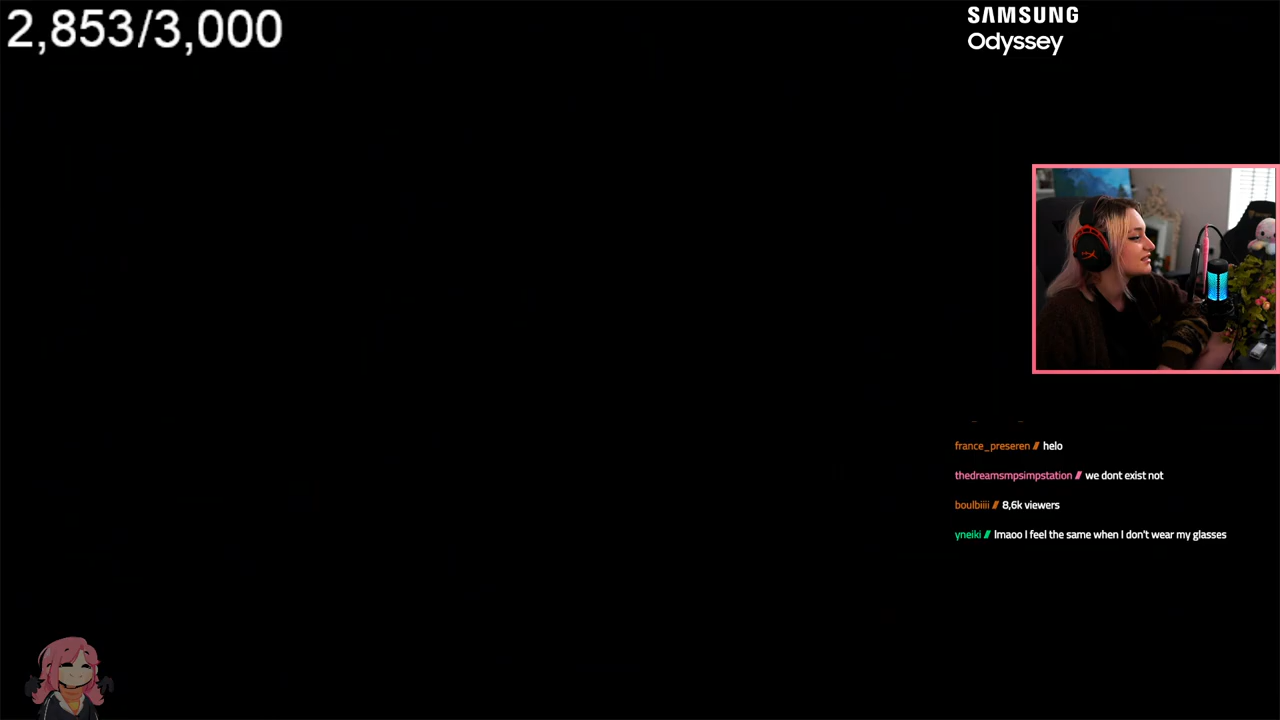 2,853/3,000
SAMSUNG
Odyssey
france_preseren // helo
thedreamsmpsimpstation // we dont exist not
boulbiiii // 8,6k viewers
yneiki // lmaoo I feel the same when I don't wear my glasses